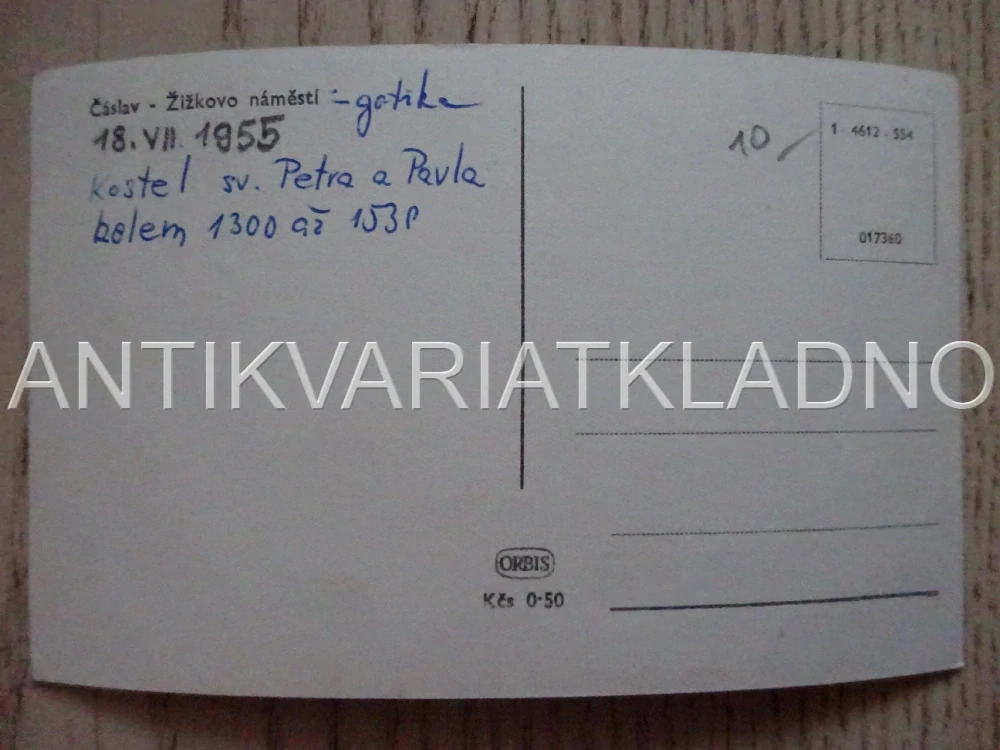 Čáslav - Žižkovo náměstí :- gotika
18. VII. 1955
kostel sv. Petra a Pavla
kolem 1300 až
10/-
1 - 4612 - 554
017360
ANTIKVARIATKLADNO
ORBIS
Kčs 0·50